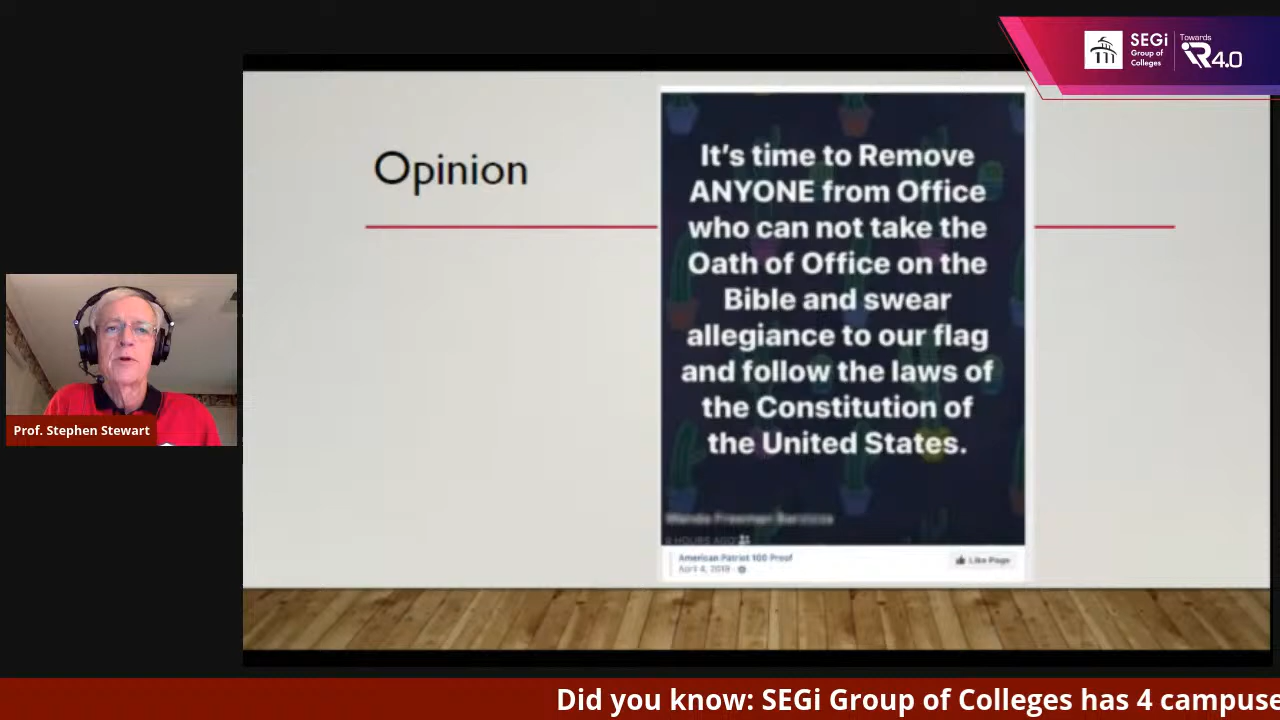 SEGi
Group of
Colleges
Towards
iR4.0
Opinion
It's time to Remove
ANYONE from Office
who can not take the
Oath of Office on the
Bible and swear
allegiance to our flag
and follow the laws of
the Constitution of
the United States.
HOURS AGO
American Patriot 100 Proof
April 4, 2019
Like Page
Prof. Stephen Stewart
Did you know: SEGi Group of Colleges has 4 campuse